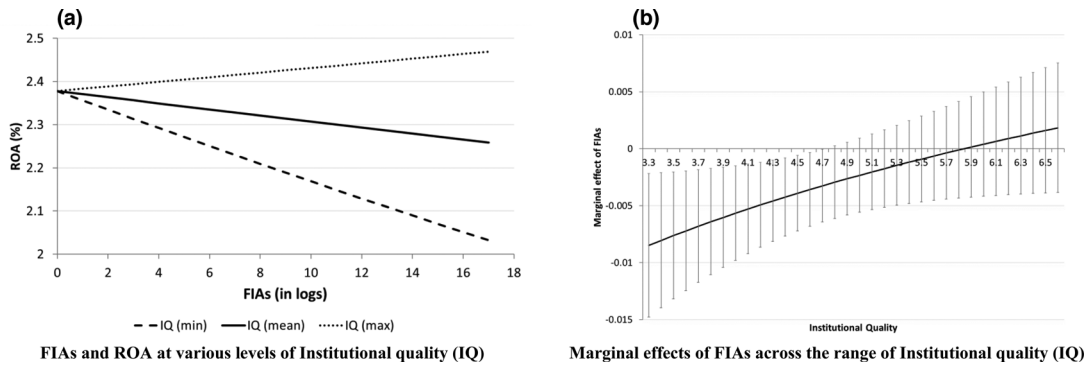 (a)
2.5
2.4
2.3
2.2
2.1
2
ROA (%)
0 2 4 6 8 10 12 14 16 18
FIAs (in logs)
IQ (min) IQ (mean) IQ (max)
FIAs and ROA at various levels of Institutional quality (IQ)
(b)
0.01
0.005
0
-0.005
-0.01
-0.015
Marginal effect of FIAs
3.3 3.5 3.7 3.9 4.1 4.3 4.5 4.7 4.9 5.1 5.3 5.5 5.7 5.9 6.1 6.3 6.5
Institutional Quality
Marginal effects of FIAs across the range of Institutional quality (IQ)